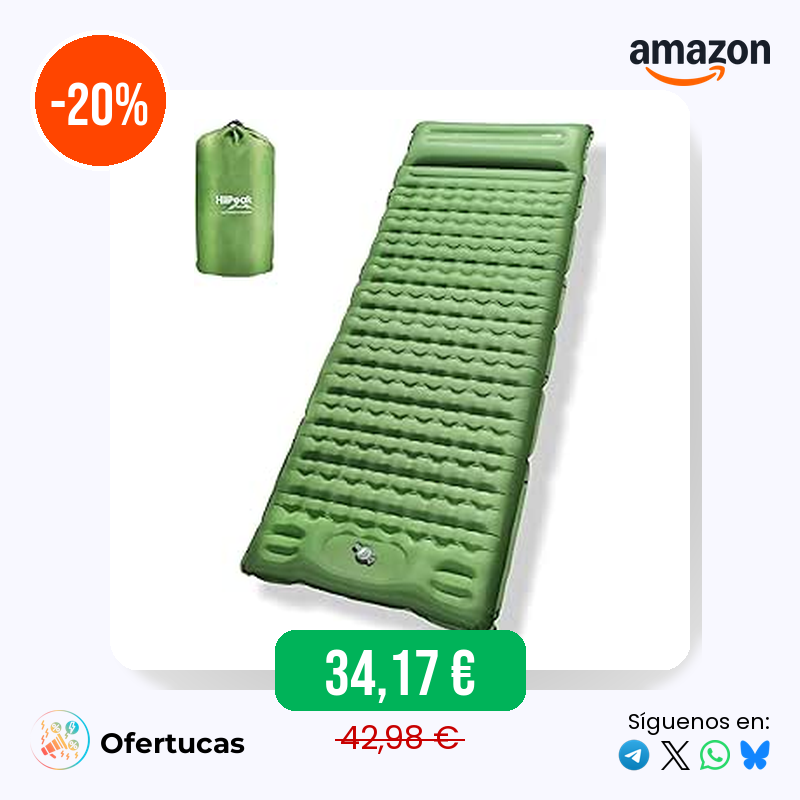 -20%
amazon
HiiPeak
34,17 €
42,98 €
Ofertucas
Síguenos en: